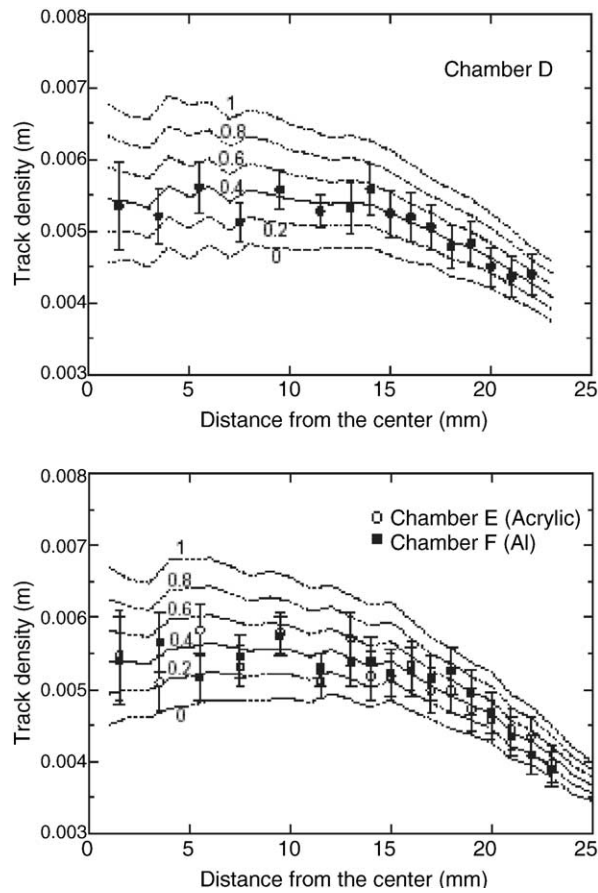 0.008
Chamber D
0.007
1
0.8
0.006
0.6
0.4
0.005
0.2
0
0.004
0.003
0 5 10 15 20 25
Track density (m)
Distance from the center (mm)
0.008
Chamber E (Acrylic)
Chamber F (Al)
0.007
1
0.8
0.006
0.6
0.4
0.005
0.2
0
0.004
0.003
0 5 10 15 20 25
Track density (m)
Distance from the center (mm)